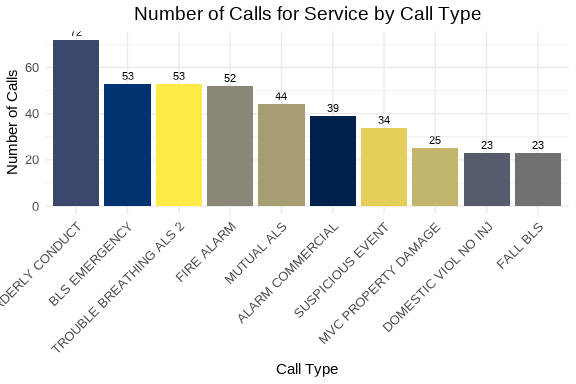 Number of Calls for Service by Call Type
72
53
53
52
44
39
34
25
23
23
Number of Calls
60
40
20
0
RDERLY CONDUCT
BLS EMERGENCY
TROUBLE BREATHING ALS 2
FIRE ALARM
MUTUAL ALS
ALARM COMMERCIAL
SUSPICIOUS EVENT
MVC PROPERTY DAMAGE
DOMESTIC VIOL NO INJ
FALL BLS
Call Type